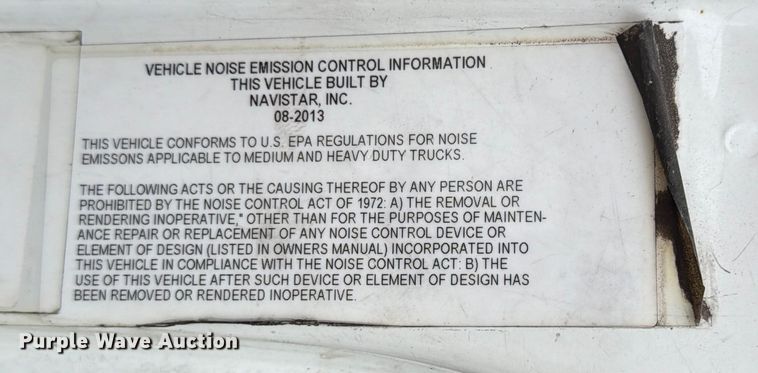 VEHICLE NOISE EMISSION CONTROL INFORMATION
THIS VEHICLE BUILT BY
NAVISTAR, INC.
08-2013
THIS VEHICLE CONFORMS TO U.S. EPA REGULATIONS FOR NOISE
EMISSONS APPLICABLE TO MEDIUM AND HEAVY DUTY TRUCKS.
THE FOLLOWING ACTS OR THE CAUSING THEREOF BY ANY PERSON ARE
PROHIBITED BY THE NOISE CONTROL ACT OF 1972: A) THE REMOVAL OR
RENDERING INOPERATIVE," OTHER THAN FOR THE PURPOSES OF MAINTEN-
ANCE REPAIR OR REPLACEMENT OF ANY NOISE CONTROL DEVICE OR
ELEMENT OF DESIGN (LISTED IN OWNERS MANUAL) INCORPORATED INTO
THIS VEHICLE IN COMPLIANCE WITH THE NOISE CONTROL ACT: B) THE
USE OF THIS VEHICLE AFTER SUCH DEVICE OR ELEMENT OF DESIGN HAS
BEEN REMOVED OR RENDERED INOPERATIVE.
Purple Wave Auction